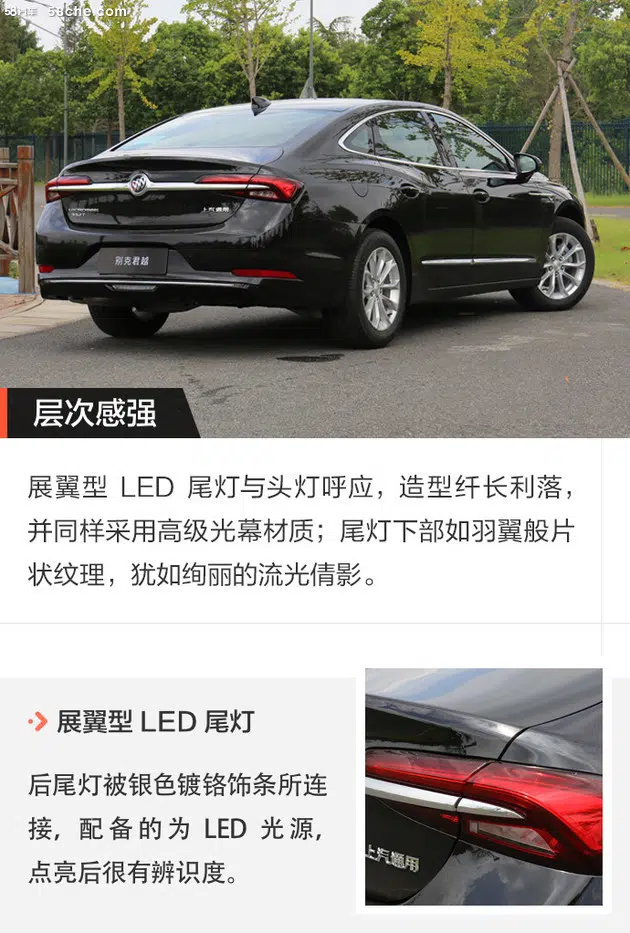 58车库 58che.com
上汽通用
别克君越
层次感强
展翼型 LED 尾灯与头灯呼应，造型纤长利落，
并同样采用高级光幕材质；尾灯下部如羽翼般片
状纹理，犹如绚丽的流光倩影。
展翼型 LED 尾灯
后尾灯被银色镀铬饰条所连
接，配备的为 LED 光源，
点亮后很有辨识度。
上汽通用